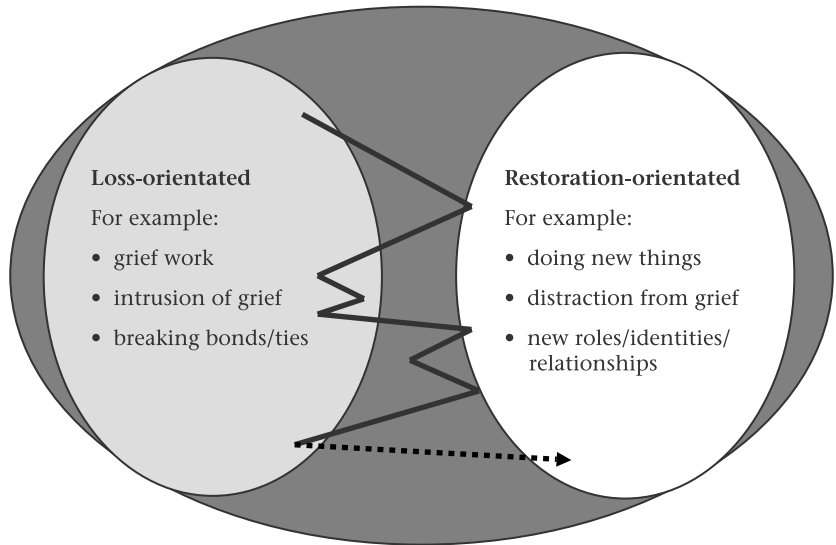 Loss-orientated
For example:
• grief work
• intrusion of grief
• breaking bonds/ties
Restoration-orientated
For example:
• doing new things
• distraction from grief
• new roles/identities/
relationships